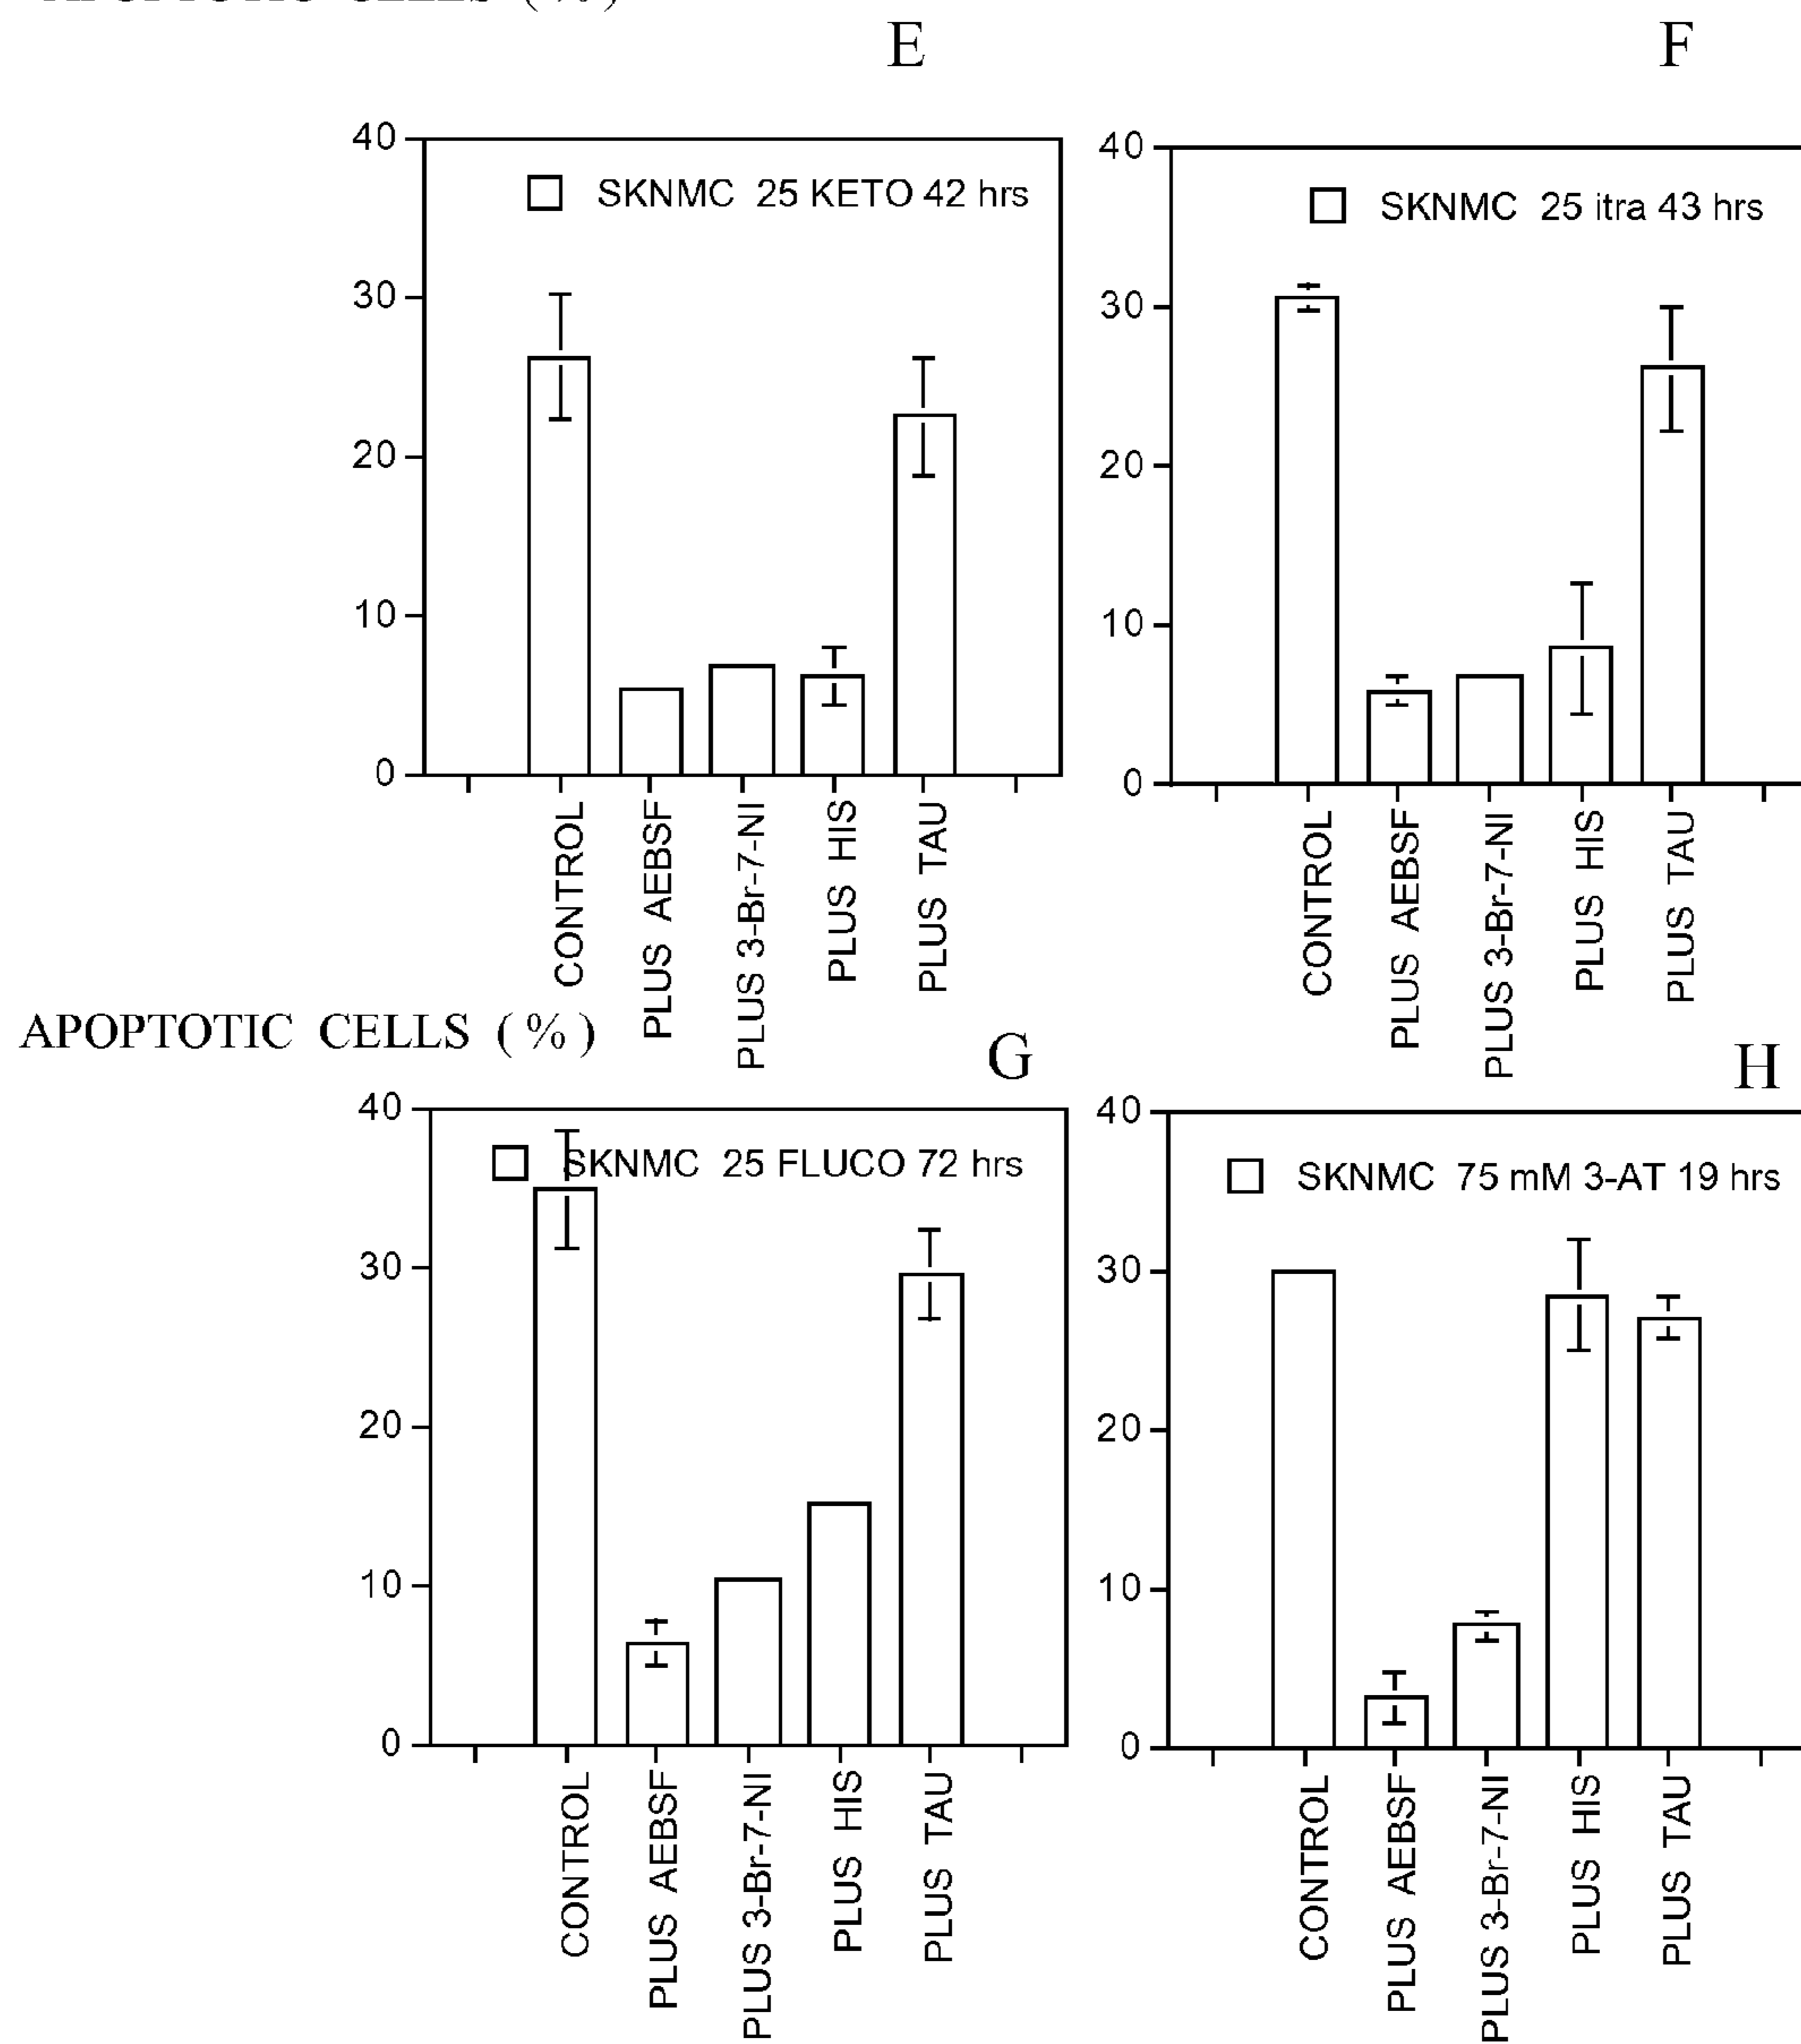 E
F
40
30
20
10
0
SKNMC 25 KETO 42 hrs
CONTROL
PLUS AEBSF
PLUS 3-Br-7-NI
PLUS HIS
PLUS TAU
40
30
20
10
0
SKNMC 25 itra 43 hrs
CONTROL
PLUS AEBSF
PLUS 3-Br-7-NI
PLUS HIS
PLUS TAU
APOPTOTIC CELLS (%)
G
H
40
30
20
10
0
SKNMC 25 FLUCO 72 hrs
CONTROL
PLUS AEBSF
PLUS 3-Br-7-NI
PLUS HIS
PLUS TAU
40
30
20
10
0
SKNMC 75 mM 3-AT 19 hrs
CONTROL
PLUS AEBSF
PLUS 3-Br-7-NI
PLUS HIS
PLUS TAU